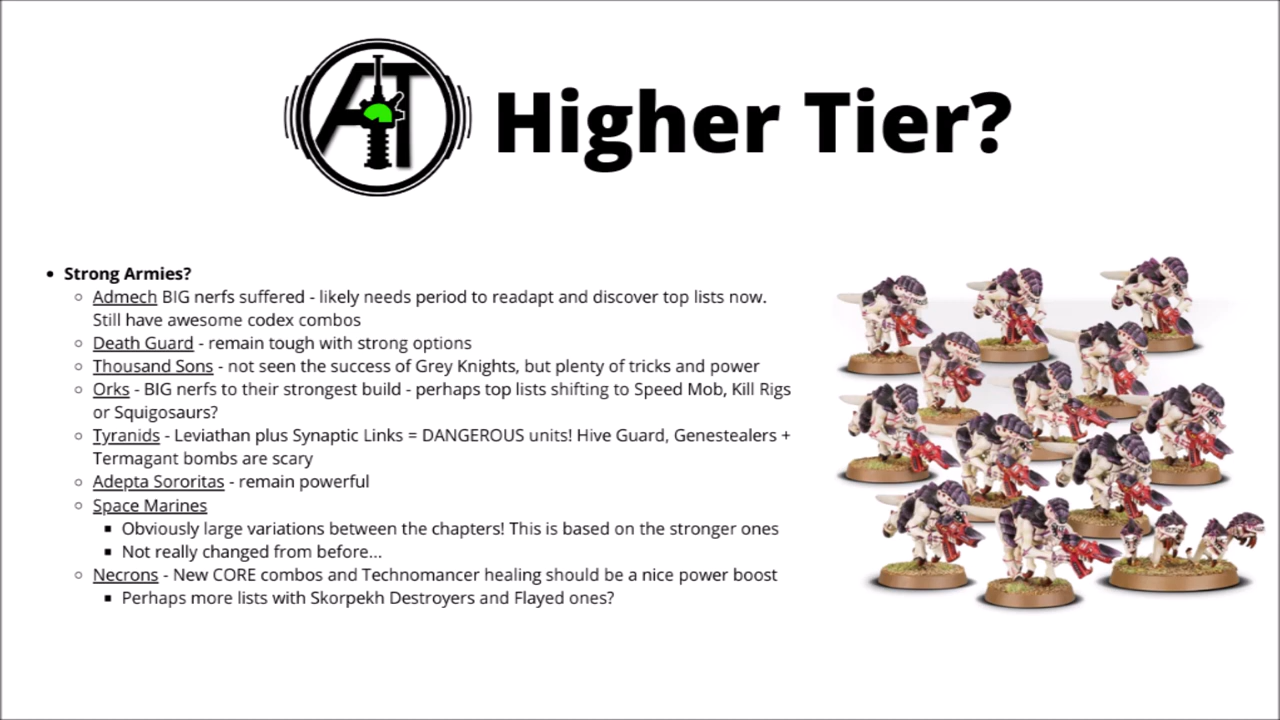 AT
Higher Tier?
• Strong Armies?
○ Admech BIG nerfs suffered - likely needs period to readapt and discover top lists now.
Still have awesome codex combos
○ Death Guard - remain tough with strong options
○ Thousand Sons - not seen the success of Grey Knights, but plenty of tricks and power
○ Orks - BIG nerfs to their strongest build - perhaps top lists shifting to Speed Mob, Kill Rigs
or Squigosaurs?
○ Tyranids - Leviathan plus Synaptic Links = DANGEROUS units! Hive Guard, Genestealers +
Termagant bombs are scary
○ Adepta Sororitas - remain powerful
○ Space Marines
▪ Obviously large variations between the chapters! This is based on the stronger ones
▪ Not really changed from before...
○ Necrons - New CORE combos and Technomancer healing should be a nice power boost
▪ Perhaps more lists with Skorpekh Destroyers and Flayed ones?